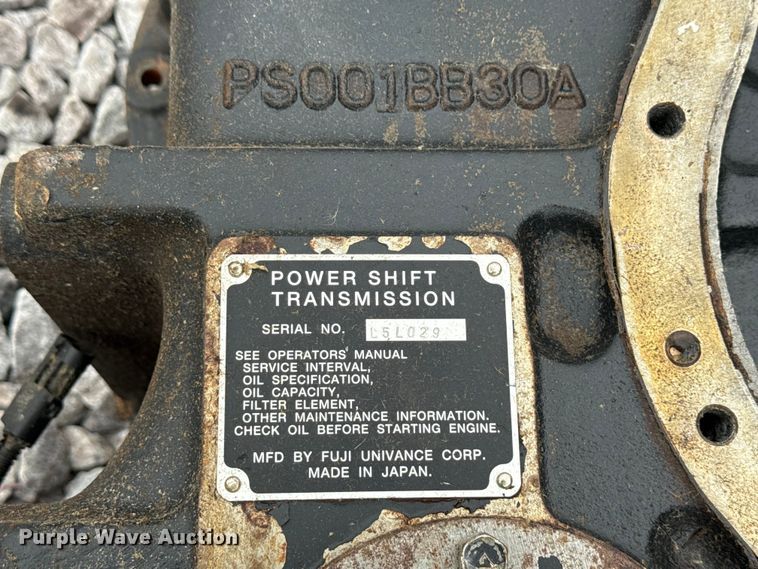 PS001BB30A
POWER SHIFT
TRANSMISSION
SERIAL NO. L5L029
SEE OPERATORS' MANUAL
SERVICE INTERVAL,
OIL SPECIFICATION,
OIL CAPACITY,
FILTER ELEMENT,
OTHER MAINTENANCE INFORMATION.
CHECK OIL BEFORE STARTING ENGINE.
MFD BY FUJI UNIVANCE CORP.
MADE IN JAPAN.
Purple Wave Auction